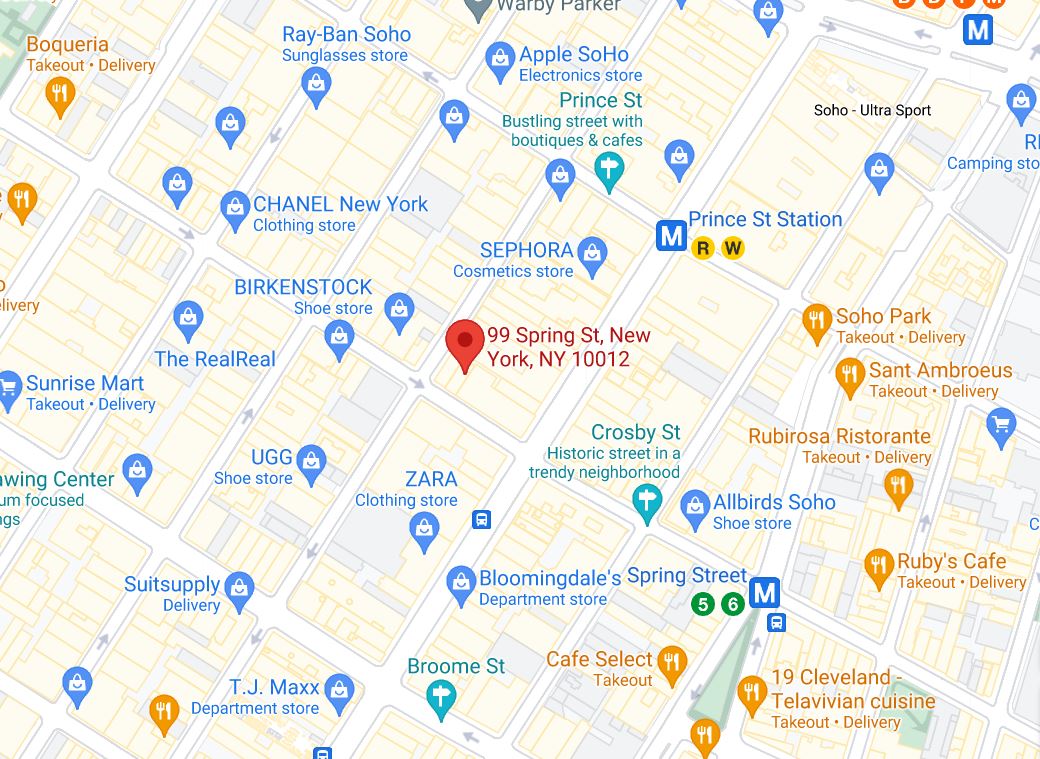 Warby Parker
B D F M
M
Boqueria
Takeout • Delivery
Ray-Ban Soho
Sunglasses store
Apple SoHo
Electronics store
Prince St
Bustling street with
boutiques & cafes
Soho - Ultra Sport
Camping sto
CHANEL New York
Clothing store
M
Prince St Station
R W
SEPHORA
Cosmetics store
BIRKENSTOCK
Shoe store
livery
99 Spring St, New
York, NY 10012
Soho Park
Takeout • Delivery
The RealReal
Sunrise Mart
Takeout • Delivery
Sant Ambroeus
Takeout • Delivery
Crosby St
Historic street in a
trendy neighborhood
Rubirosa Ristorante
Takeout • Delivery
UGG
Shoe store
ZARA
Clothing store
awing Center
um focused
ngs
Allbirds Soho
Shoe store
Suitsupply
Delivery
Bloomingdale's
Department store
Spring Street
5 6
M
Ruby's Cafe
Takeout • Delivery
Broome St
Cafe Select
Takeout
T.J. Maxx
Department store
19 Cleveland -
Telavivian cuisine
Takeout • Delivery